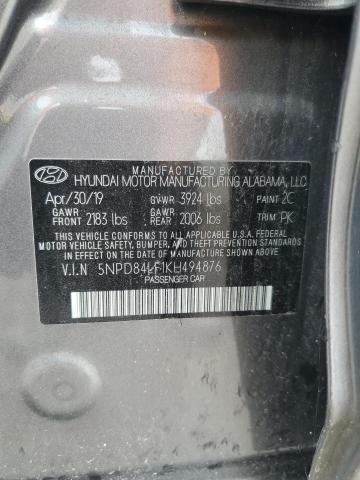 HYUNDAI MOTOR MANUFACTURING ALABAMA, LLC
Apr/30/19 GVWR 3924 lbs PAINT 2C
GAWR FRONT 2183 lbs GAWR REAR 2006 lbs TRIM PK
THIS VEHICLE CONFORMS TO ALL APPLICABLE U.S.A FEDERAL
MOTOR VEHICLE SAFETY, BUMPER, AND THEFT PREVENTION
STANDARDS IN EFFECT ON THE DATE OF MANUFACTURE SHOWN ABOVE.
V.I.N 5NPD84LF1KH494876
PASSENGER CAR